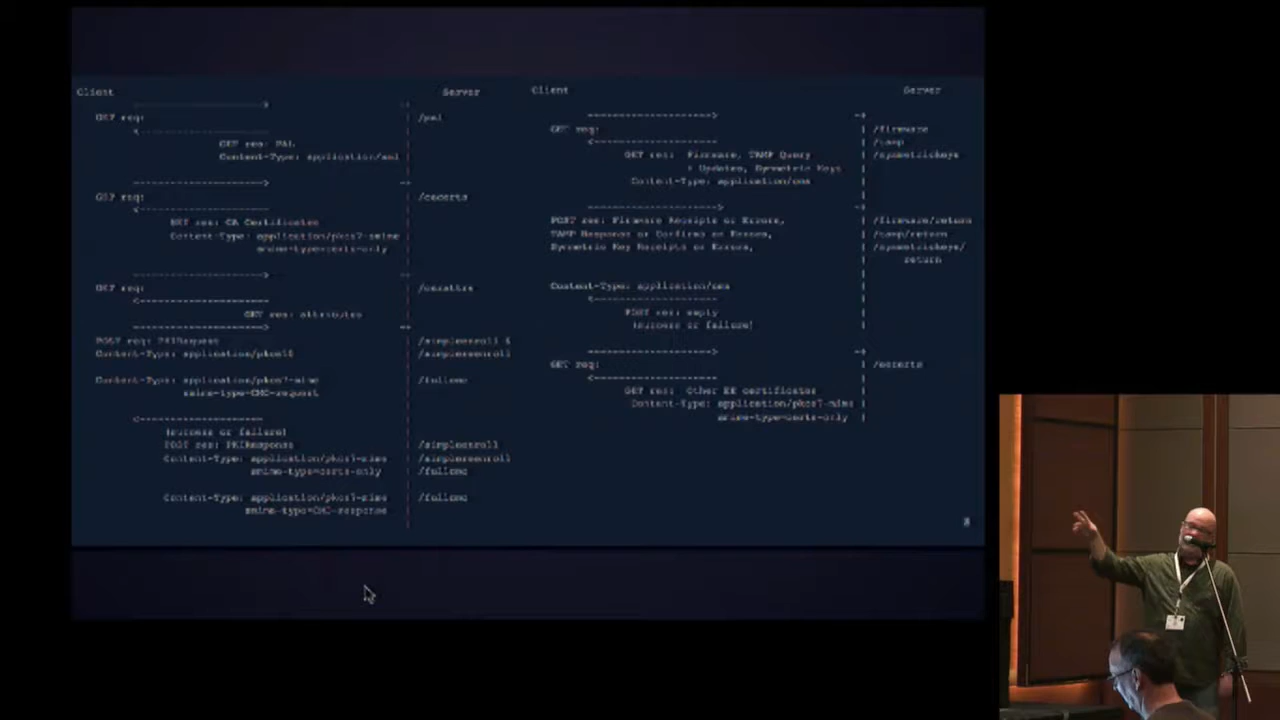 Client Server
/pal
GET req:
GET res: PAL
Content-Type: application/xml
GET req: /cacerts
GET res: CA Certificates
Content-Type: application/pkcs7-mime
smime-type=certs-only
GET req: /csrattrs
GET res: attributes
POST req: PKIRequest /simpleenroll &
Content-Type: application/pkcs10 /simplereenroll
Content-Type: application/pkcs7-mime /fullcmc
smime-type=CMC-request
(success or failure)
POST res: PKIResponse /simpleenroll
Content-Type: application/pkcs7-mime /simplereenroll
smime-type=certs-only /fullcmc
Content-Type: application/pkcs7-mime /fullcmc
smime-type=CMC-response
Client Server
GET req: /firmware
/tamp
GET res: Firmware, TAMP Query /symmetrickeys
+ Updates, Symmetric Keys
Content-Type: application/cms
POST res: Firmware Receipts or Errors, /firmware/return
TAMP Response or Confirms or Errors, /tamp/return
Symmetric Key Receipts or Errors, /symmetrickeys/
return
Content-Type: application/cms
POST res: empty
(success or failure)
GET req: /eecerts
GET res: Other EE certificates
Content-Type: application/pkcs7-mime
smime-type=certs-only
8